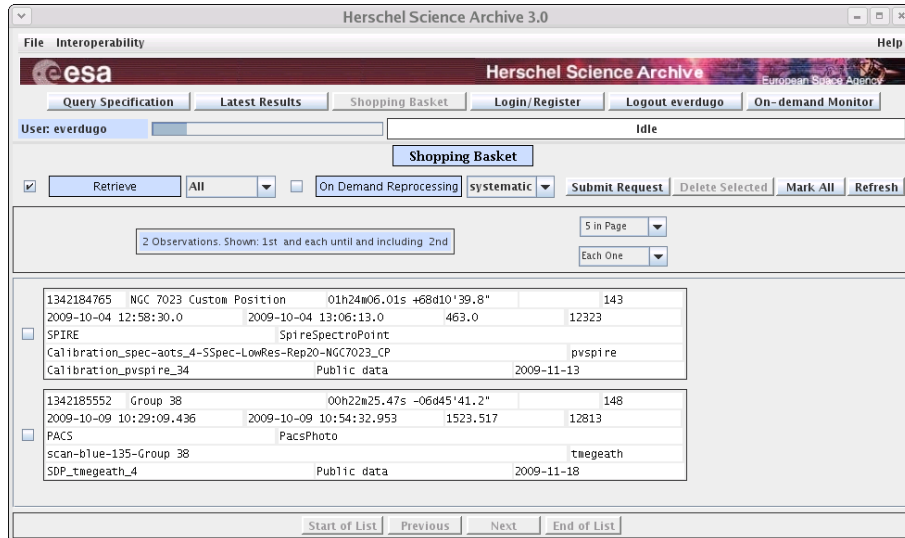 Herschel Science Archive 3.0
File Interoperability Help
esa Herschel Science Archive European Space Agency
Query Specification Latest Results Shopping Basket Login/Register Logout everdugo On-demand Monitor
User: everdugo Idle
Shopping Basket
Retrieve All On Demand Reprocessing systematic Submit Request Delete Selected Mark All Refresh
5 in Page
2 Observations. Shown: 1st and each until and including 2nd
Each One
1342184765 NGC 7023 Custom Position 01h24m06.01s +68d10'39.8" 143
2009-10-04 12:58:30.0 2009-10-04 13:06:13.0 463.0 12323
SPIRE SpireSpectroPoint
Calibration_spec-aots_4-SSpec-LowRes-Rep20-NGC7023_CP pvspire
Calibration_pvspire_34 Public data 2009-11-13
1342185552 Group 38 00h22m25.47s -06d45'41.2" 148
2009-10-09 10:29:09.436 2009-10-09 10:54:32.953 1523.517 12813
PACS PacsPhoto
scan-blue-135-Group 38 tmegeath
SDP_tmegeath_4 Public data 2009-11-18
Start of List Previous Next End of List